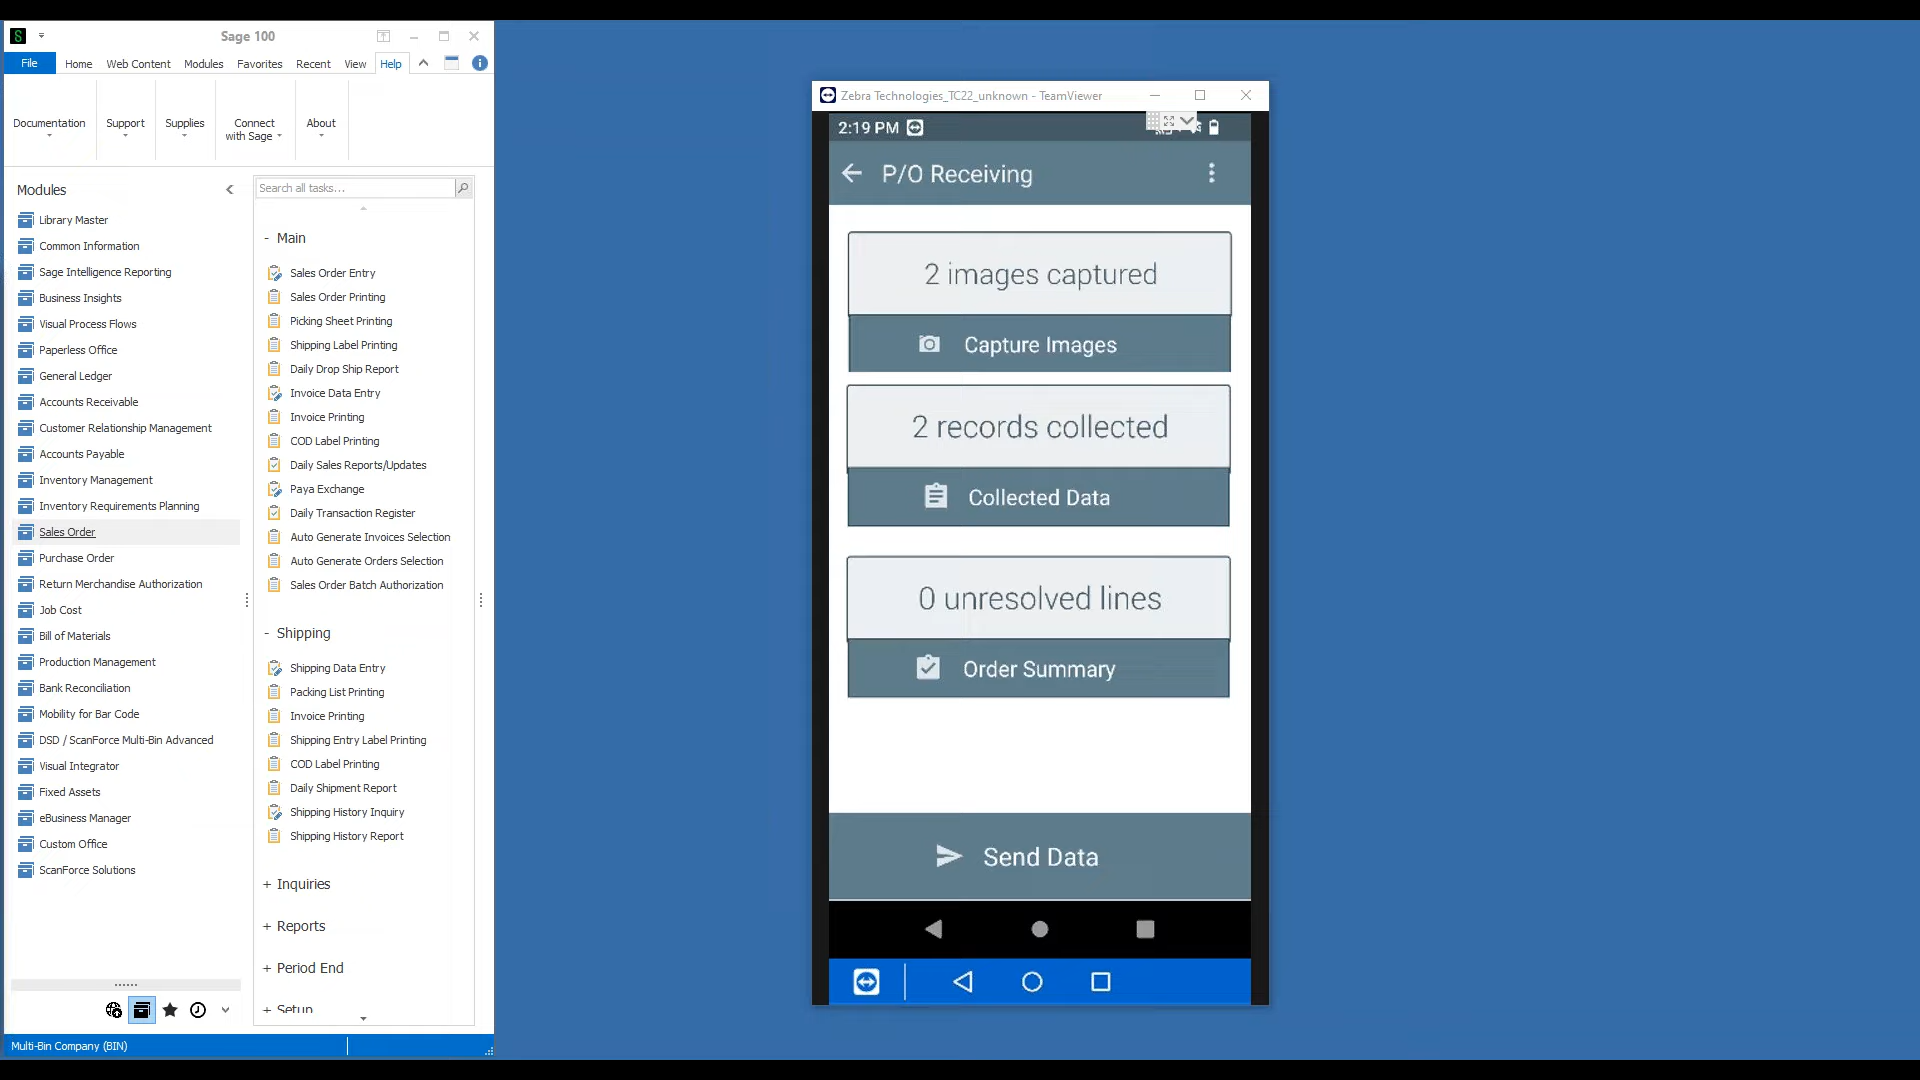 Sage 100
File Home Web Content Modules Favorites Recent View Help
Documentation Support Supplies Connect with Sage About
Modules
Library Master
Common Information
Sage Intelligence Reporting
Business Insights
Visual Process Flows
Paperless Office
General Ledger
Accounts Receivable
Customer Relationship Management
Accounts Payable
Inventory Management
Inventory Requirements Planning
Sales Order
Purchase Order
Return Merchandise Authorization
Job Cost
Bill of Materials
Production Management
Bank Reconciliation
Mobility for Bar Code
DSD / ScanForce Multi-Bin Advanced
Visual Integrator
Fixed Assets
eBusiness Manager
Custom Office
ScanForce Solutions
Search all tasks...
- Main
Sales Order Entry
Sales Order Printing
Picking Sheet Printing
Shipping Label Printing
Daily Drop Ship Report
Invoice Data Entry
Invoice Printing
COD Label Printing
Daily Sales Reports/Updates
Paya Exchange
Daily Transaction Register
Auto Generate Invoices Selection
Auto Generate Orders Selection
Sales Order Batch Authorization
- Shipping
Shipping Data Entry
Packing List Printing
Invoice Printing
Shipping Entry Label Printing
COD Label Printing
Daily Shipment Report
Shipping History Inquiry
Shipping History Report
+ Inquiries
+ Reports
+ Period End
+ Setup
Multi-Bin Company (BIN)
Zebra Technologies_TC22_unknown - TeamViewer
2:19 PM
P/O Receiving
2 images captured
Capture Images
2 records collected
Collected Data
0 unresolved lines
Order Summary
Send Data